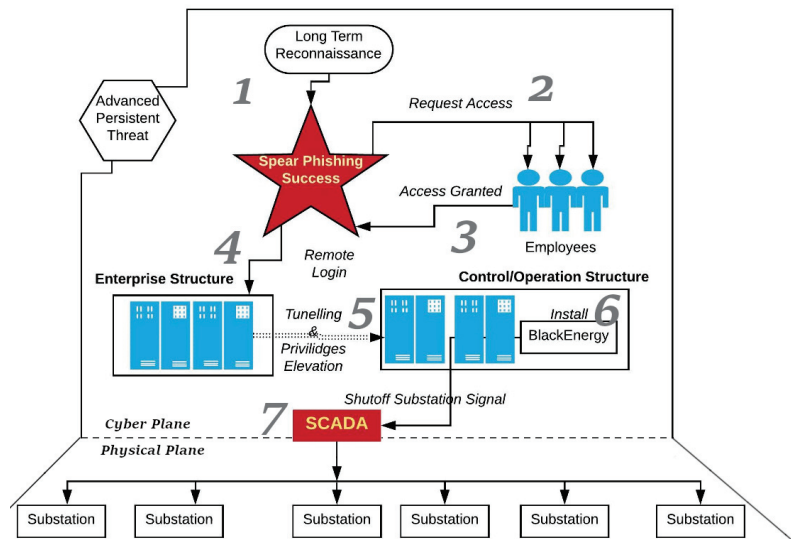 Long Term
Reconnaissance
1
2
Advanced
Persistent
Threat
Request Access
Spear Phishing
Success
Access Granted
3
4
Employees
Remote
Login
Enterprise Structure
Control/Operation Structure
Tunelling
&
Priviledges
Elevation
5
Install
6
BlackEnergy
Shutoff Substation Signal
7
SCADA
Cyber Plane
Physical Plane
Substation
Substation
Substation
Substation
Substation
Substation